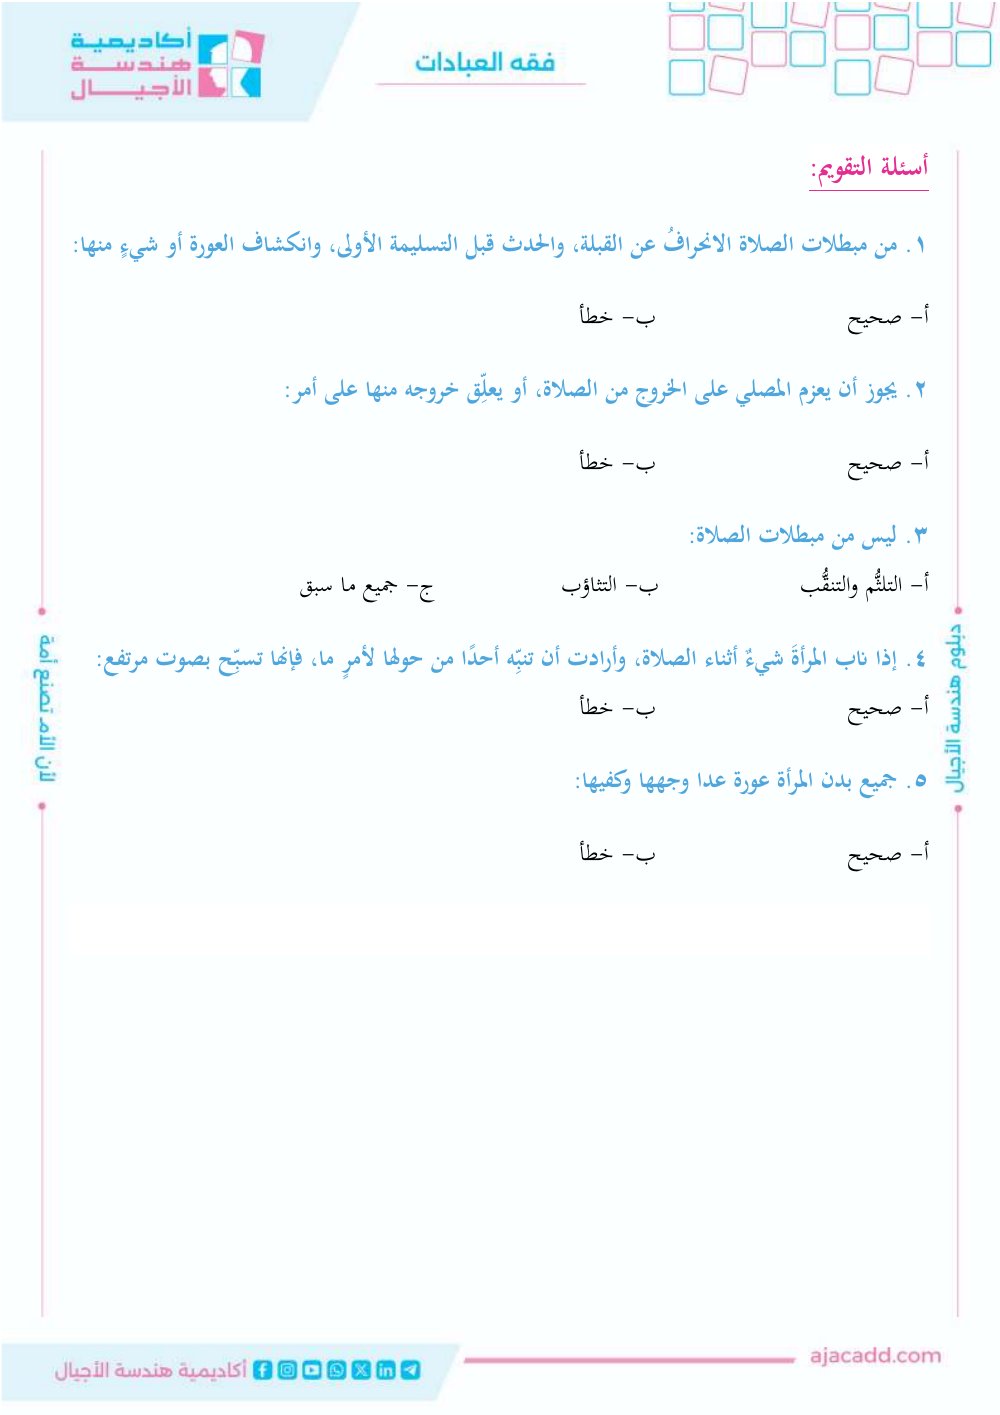 أكاديمية
هندسة
الأجيال
فقه العبادات
أسئلة التقويم:
١. من مبطلات الصلاة الانحرافُ عن القبلة، والحدث قبل التسليمة الأولى، وانكشاف العورة أو شيءٍ منها:
أ- صحيح ب- خطأ
٢. يجوز أن يعزم المصلي على الخروج من الصلاة، أو يعلِّق خروجه منها على أمر:
أ- صحيح ب- خطأ
٣. ليس من مبطلات الصلاة:
أ- التلثُّم والتنقُّب ب- التثاؤب ج- جميع ما سبق
٤. إذا ناب المرأةَ شيءٌ أثناء الصلاة، وأرادت أن تنبِّه أحدًا من حولها لأمرٍ ما، فإنها تسبِّح بصوت مرتفع:
أ- صحيح ب- خطأ
٥. جميع بدن المرأة عورة عدا وجهها وكفيها:
أ- صحيح ب- خطأ
دبلوم هندسة الأجيال
لأن الأم تصنع أمة
ajacadd.com
أكاديمية هندسة الأجيال